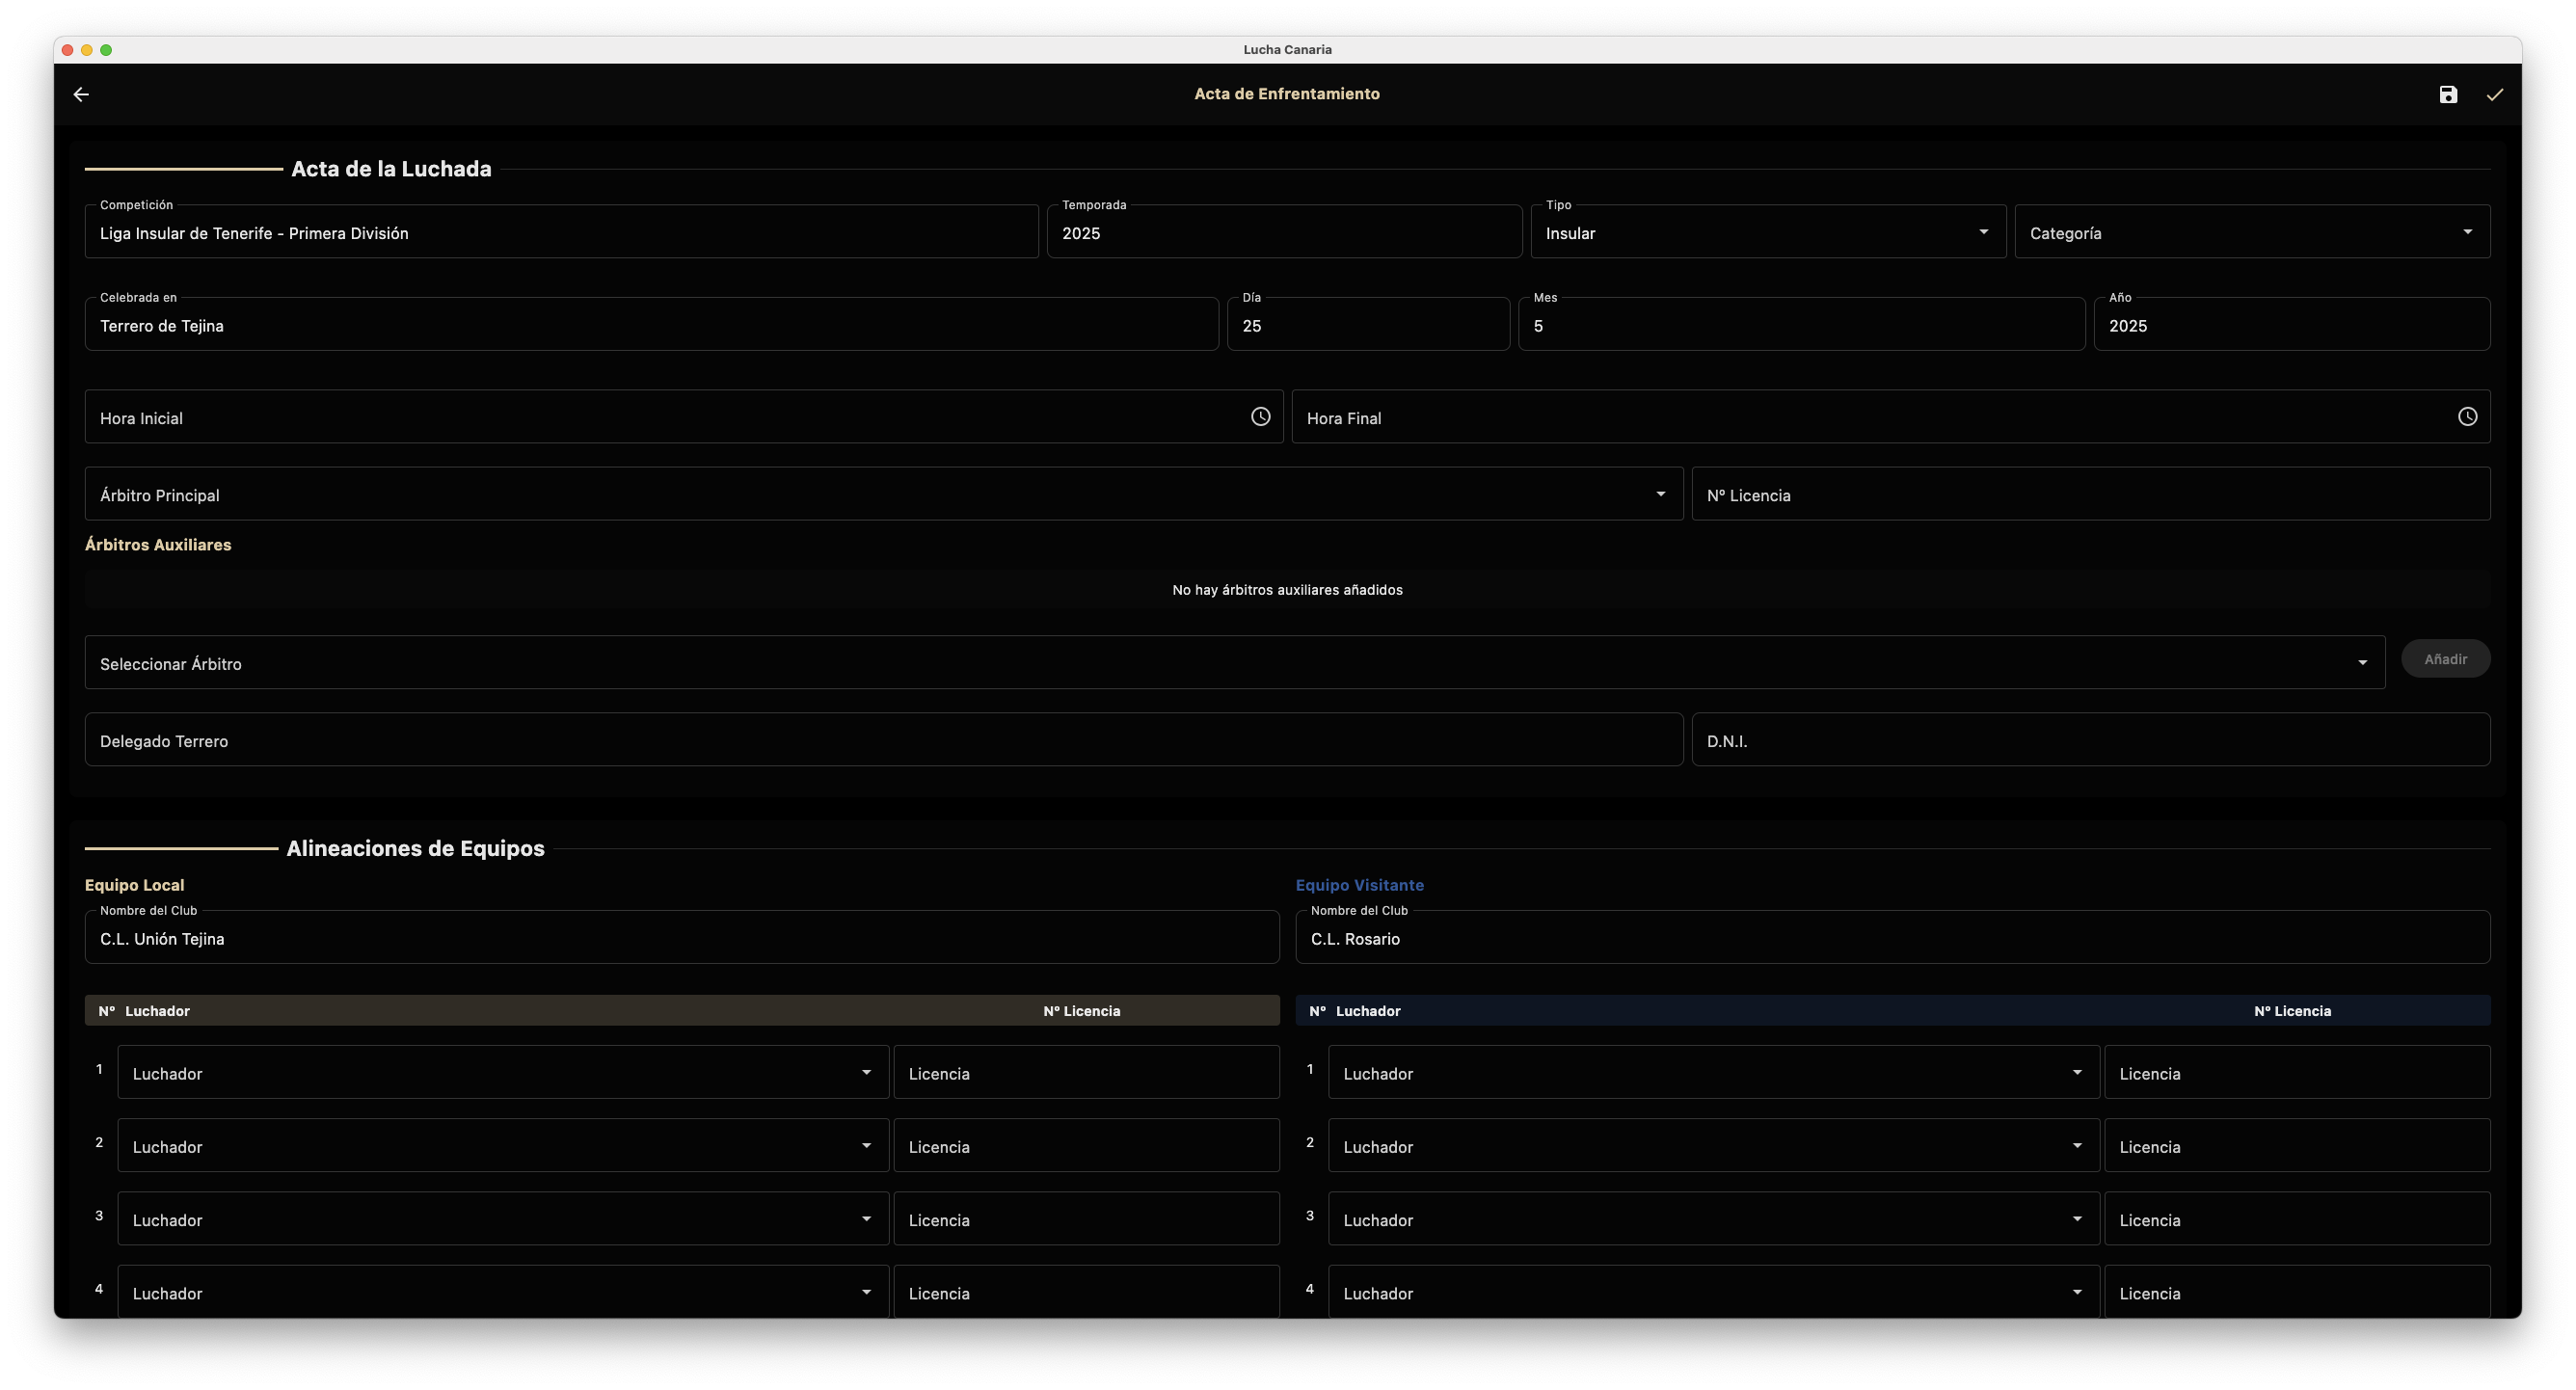 Lucha Canaria
Acta de Enfrentamiento
Acta de la Luchada
Competición
Temporada
Tipo
Liga Insular de Tenerife - Primera División
2025
Insular
Categoría
Celebrada en
Día
Mes
Año
Terrero de Tejina
25
5
2025
Hora Inicial
Hora Final
Árbitro Principal
Nº Licencia
Árbitros Auxiliares
No hay árbitros auxiliares añadidos
Seleccionar Árbitro
Añadir
Delegado Terrero
D.N.I.
Alineaciones de Equipos
Equipo Local
Nombre del Club
C.L. Unión Tejina
Nº Luchador Nº Licencia
1 Luchador Licencia
2 Luchador Licencia
3 Luchador Licencia
4 Luchador Licencia
Equipo Visitante
Nombre del Club
C.L. Rosario
Nº Luchador Nº Licencia
1 Luchador Licencia
2 Luchador Licencia
3 Luchador Licencia
4 Luchador Licencia